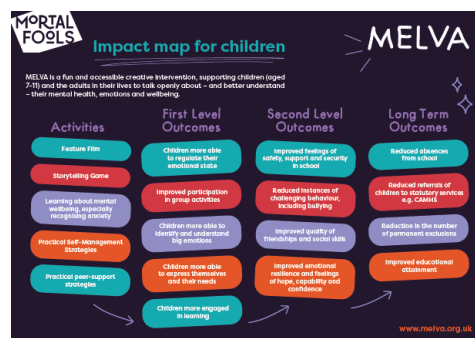 MORTAL
FOOLS
Impact map for children
MELVA
MELVA is a fun and accessible creative intervention, supporting children (aged
7-11) and the adults in their lives to talk openly about – and better understand
– their mental health, emotions and wellbeing.
Activities
Feature Film
Storytelling Game
Learning about mental
wellbeing, especially
recognising anxiety
Practical Self-Management
Strategies
Practical peer-support
strategies
First Level
Outcomes
Children more able
to regulate their
emotional state
Improved participation
in group activities
Children more able to
identify and understand
big emotions
Children more able
to express themselves
and their needs
Children more engaged
in learning
Second Level
Outcomes
Improved feelings of
safety, support and security
in school
Reduced instances of
challenging behaviour,
including bullying
Improved quality of
friendships and social skills
Improved emotional
resilience and feelings
of hope, capability and
confidence
Long Term
Outcomes
Reduced absences
from school
Reduced referrals of
children to statutory services
e.g. CAMHS
Reduction in the number
of permanent exclusions
Improved educational
attainment
www.melva.org.uk